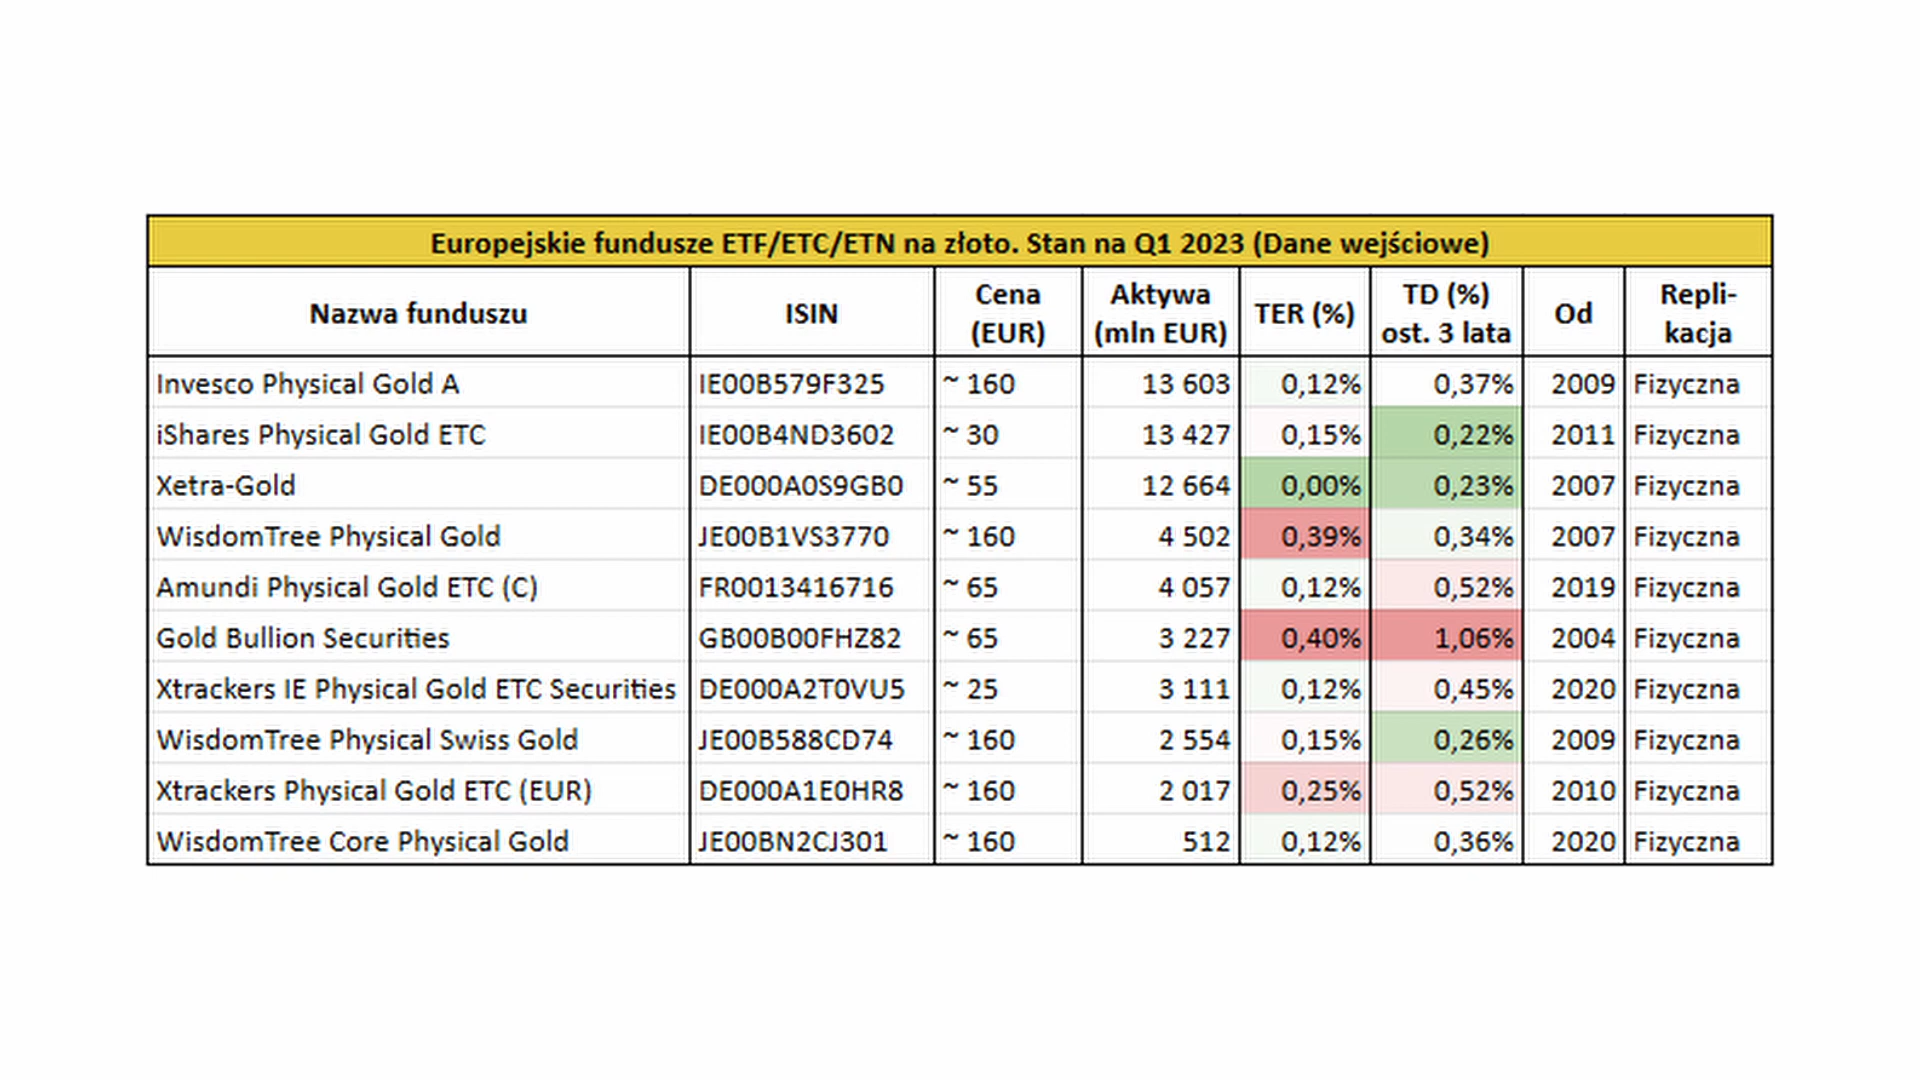 Europejskie fundusze ETF/ETC/ETN na złoto. Stan na Q1 2023 (Dane wejściowe)
Nazwa funduszu ISIN Cena (EUR) Aktywa (mln EUR) TER (%) TD (%) ost. 3 lata Od Repli-kacja
Invesco Physical Gold A IE00B579F325 ~ 160 13 603 0,12% 0,37% 2009 Fizyczna
iShares Physical Gold ETC IE00B4ND3602 ~ 30 13 427 0,15% 0,22% 2011 Fizyczna
Xetra-Gold DE000A0S9GB0 ~ 55 12 664 0,00% 0,23% 2007 Fizyczna
WisdomTree Physical Gold JE00B1VS3770 ~ 160 4 502 0,39% 0,34% 2007 Fizyczna
Amundi Physical Gold ETC (C) FR0013416716 ~ 65 4 057 0,12% 0,52% 2019 Fizyczna
Gold Bullion Securities GB00B00FHZ82 ~ 65 3 227 0,40% 1,06% 2004 Fizyczna
Xtrackers IE Physical Gold ETC Securities DE000A2T0VU5 ~ 25 3 111 0,12% 0,45% 2020 Fizyczna
WisdomTree Physical Swiss Gold JE00B588CD74 ~ 160 2 554 0,15% 0,26% 2009 Fizyczna
Xtrackers Physical Gold ETC (EUR) DE000A1E0HR8 ~ 160 2 017 0,25% 0,52% 2010 Fizyczna
WisdomTree Core Physical Gold JE00BN2CJ301 ~ 160 512 0,12% 0,36% 2020 Fizyczna